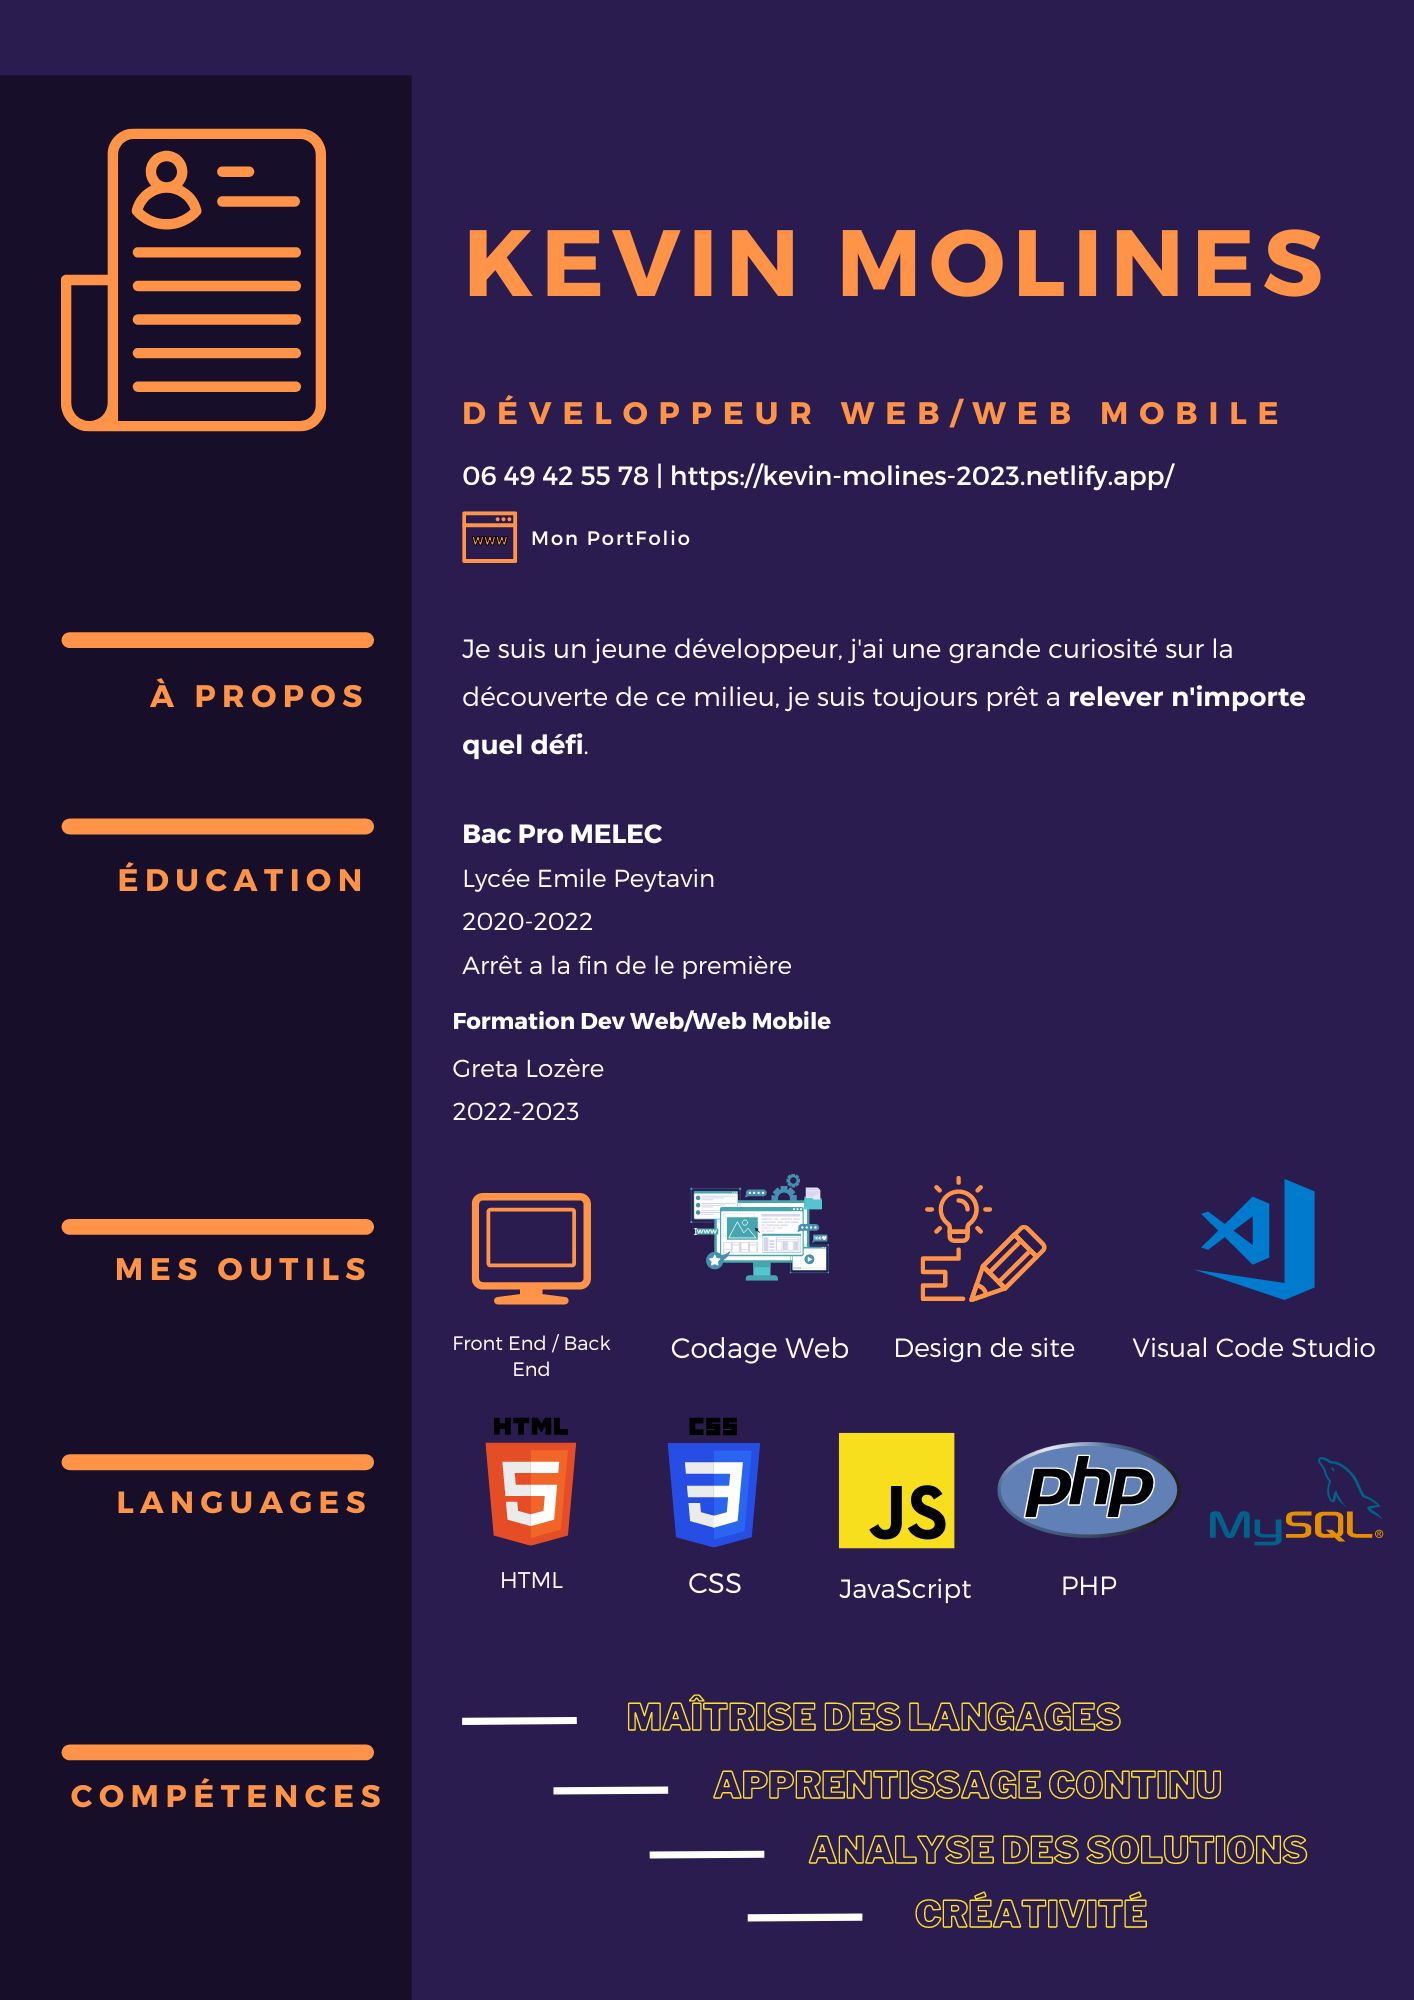 KEVIN MOLINES
DÉVELOPPEUR WEB/WEB MOBILE
06 49 42 55 78 | https://kevin-molines-2023.netlify.app/
WWW
Mon PortFolio
À PROPOS
Je suis un jeune développeur, j'ai une grande curiosité sur la
découverte de ce milieu, je suis toujours prêt a relever n'importe
quel défi.
ÉDUCATION
Bac Pro MELEC
Lycée Emile Peytavin
2020-2022
Arrêt a la fin de le première
Formation Dev Web/Web Mobile
Greta Lozère
2022-2023
MES OUTILS
www
Front End / Back
End
Codage Web
Design de site
Visual Code Studio
LANGUAGES
HTML
5
CSS
3
JS
php
MySQL®
HTML
CSS
JavaScript
PHP
COMPÉTENCES
MAÎTRISE DES LANGAGES
APPRENTISSAGE CONTINU
ANALYSE DES SOLUTIONS
CRÉATIVITÉ